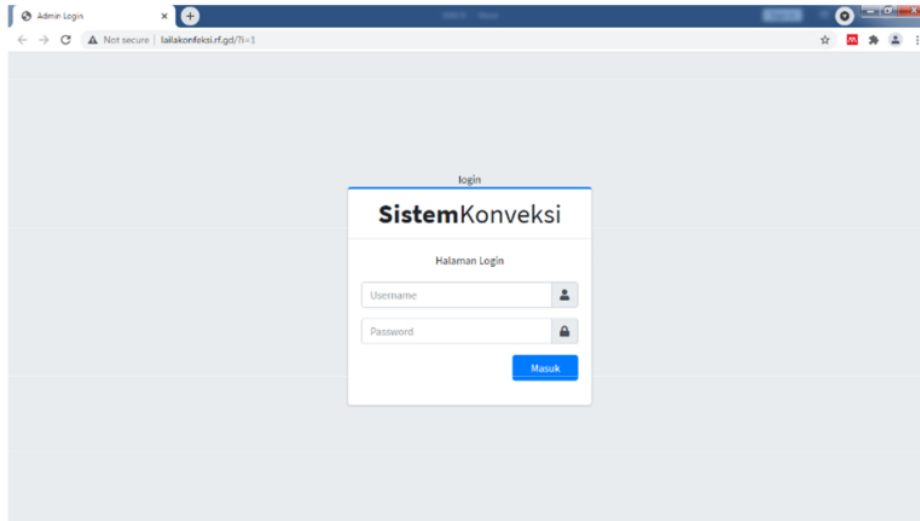 Admin Login
Not secure | lailakonfeksi.rf.gd/?i=1
login
SistemKonveksi
Halaman Login
Username
Password
Masuk